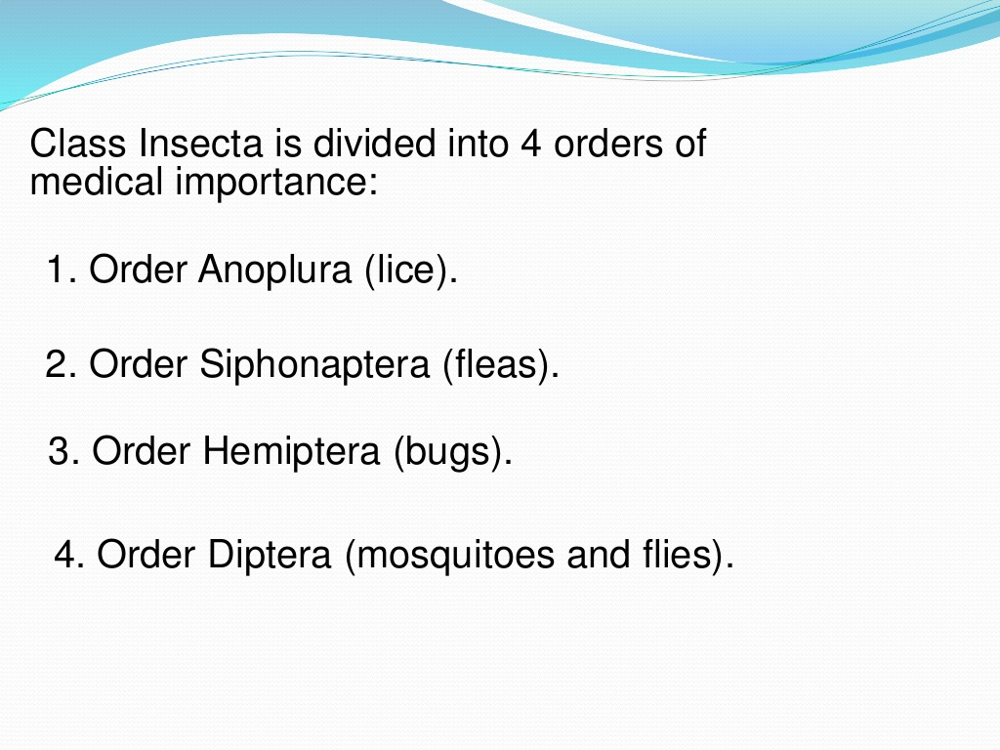 Class Insecta is divided into 4 orders of
medical importance:
1. Order Anoplura (lice).
2. Order Siphonaptera (fleas).
3. Order Hemiptera (bugs).
4. Order Diptera (mosquitoes and flies).